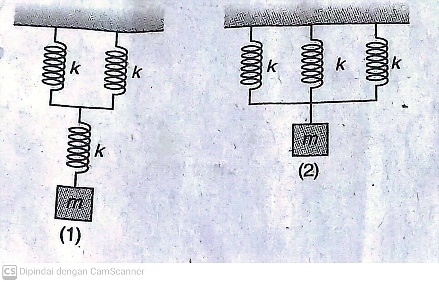 k k k k k
k
m
m
(2)
(1)
CS Dipindai dengan CamScanner